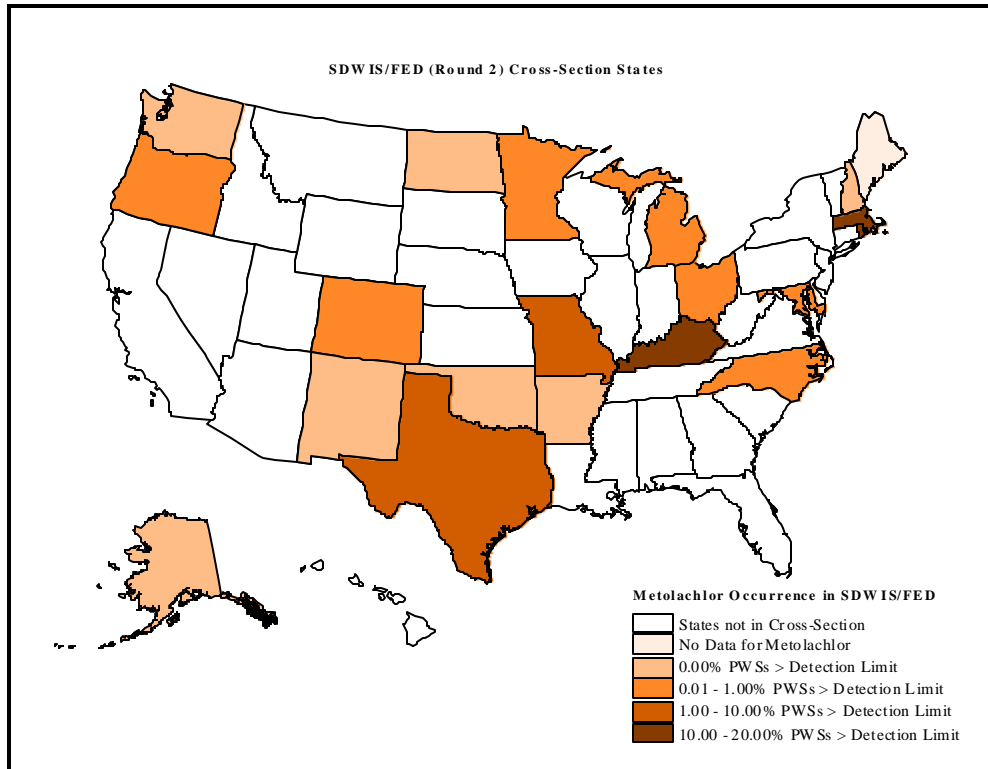 SDWIS/FED (Round 2) Cross-Section States
Metolachlor Occurrence in SDWIS/FED
States not in Cross-Section
No Data for Metolachlor
0.00% PWSs > Detection Limit
0.01 - 1.00% PWSs > Detection Limit
1.00 - 10.00% PWSs > Detection Limit
10.00 - 20.00% PWSs > Detection Limit